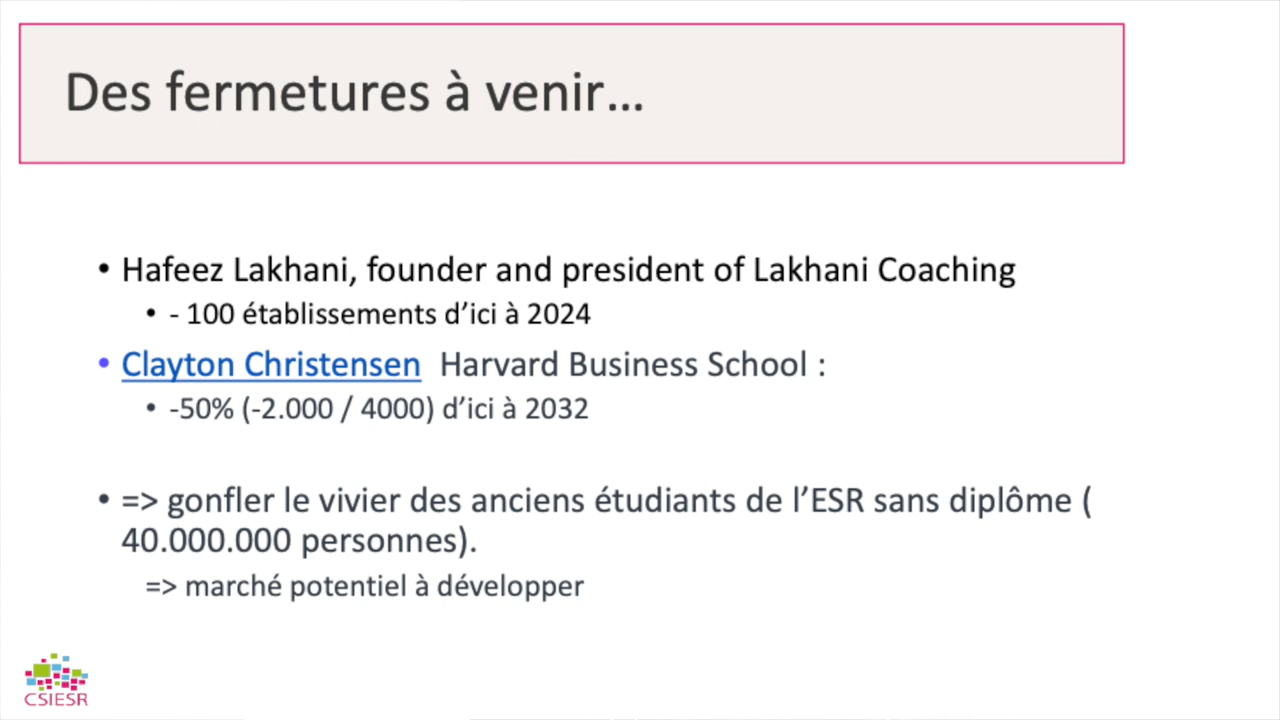 Des fermetures à venir…
• Hafeez Lakhani, founder and president of Lakhani Coaching
• - 100 établissements d’ici à 2024
• Clayton Christensen Harvard Business School :
• -50% (-2.000 / 4000) d’ici à 2032
• => gonfler le vivier des anciens étudiants de l’ESR sans diplôme (
40.000.000 personnes).
=> marché potentiel à développer
CSIESR